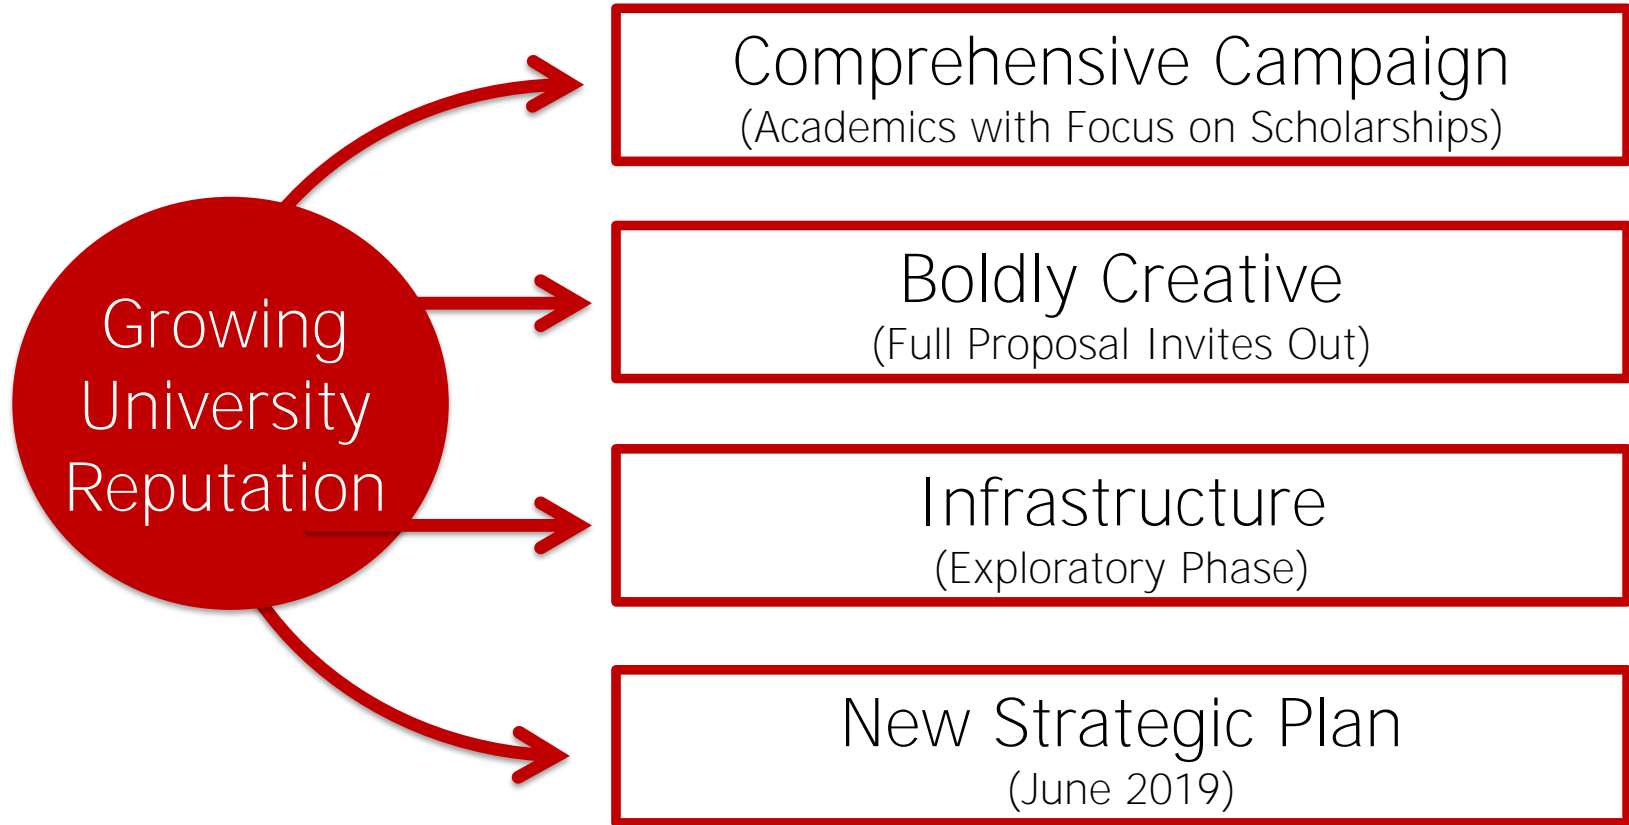 Growing
University
Reputation
Comprehensive Campaign
(Academics with Focus on Scholarships)
Boldly Creative
(Full Proposal Invites Out)
Infrastructure
(Exploratory Phase)
New Strategic Plan
(June 2019)